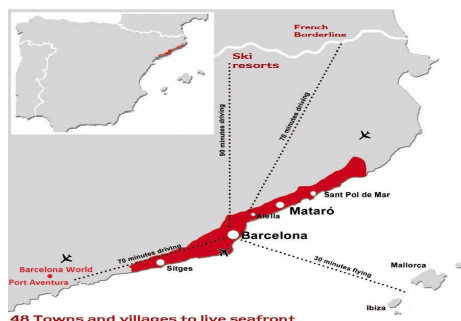 French
Borderline
Ski
resorts
90 minutes driving
70 minutes driving
Sant Pol de Mar
Alella
Mataró
Barcelona
70 minutes driving
Barcelona World
Port Aventura
Sitges
30 minutes flying
Mallorca
Ibiza
48 Towns and villages to live seafront